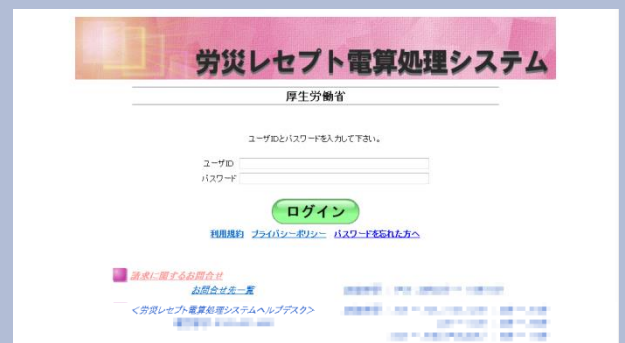 労災レセプト電算処理システム
厚生労働省
ユーザIDとパスワードを入力して下さい。
ユーザID
パスワード
ログイン
利用規約 プライバシーポリシー パスワードを忘れた方へ
請求に関するお問合せ
お問合せ先一覧
＜労災レセプト電算処理システムヘルプデスク＞